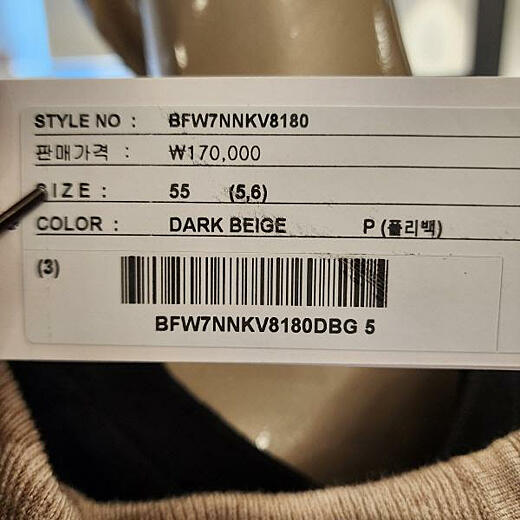 STYLE NO : BFW7NNKV8180
판매가격 : ₩170,000
SIZE : 55 (5,6)
COLOR : DARK BEIGE P (폴리백)
(3)
BFW7NNKV8180DBG 5